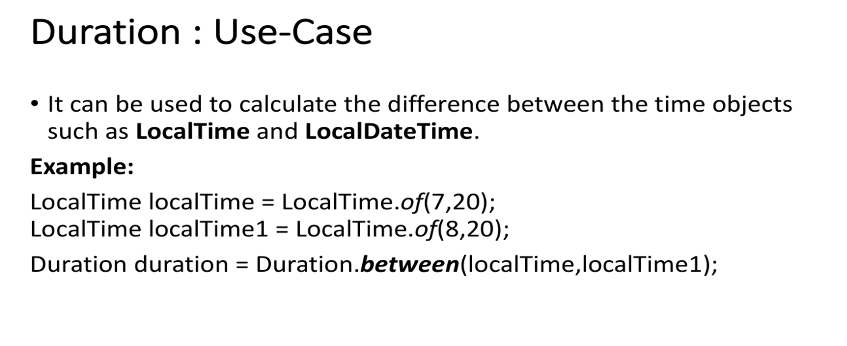 Duration : Use-Case
• It can be used to calculate the difference between the time objects
such as LocalTime and LocalDateTime.
Example:
LocalTime localTime = LocalTime.of(7,20);
LocalTime localTime1 = LocalTime.of(8,20);
Duration duration = Duration.between(localTime,localTime1);